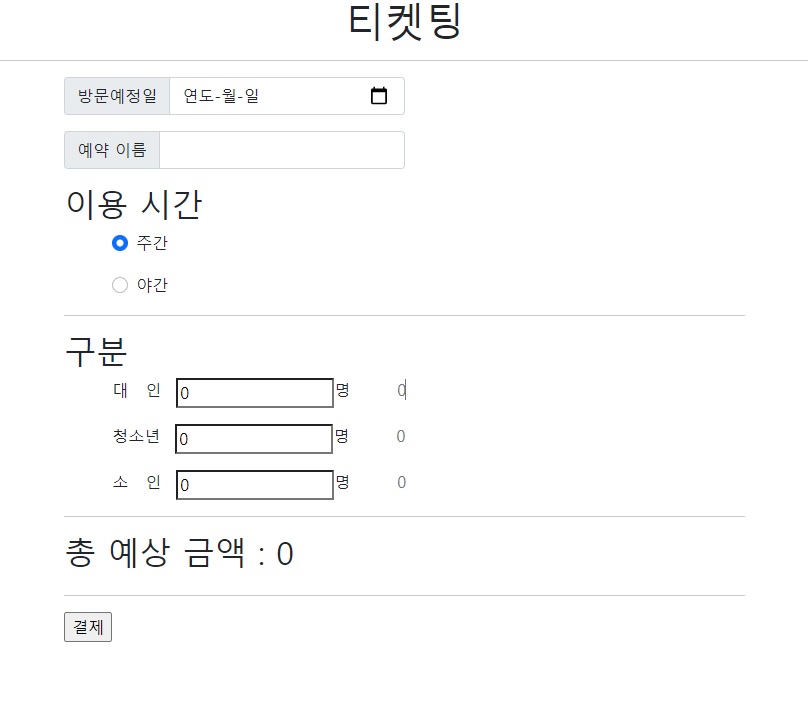 티켓팅
방문예정일 연도-월-일
예약 이름
이용 시간
주간
야간
구분
대 인 0 명 0
청소년 0 명 0
소 인 0 명 0
총 예상 금액 : 0
결제